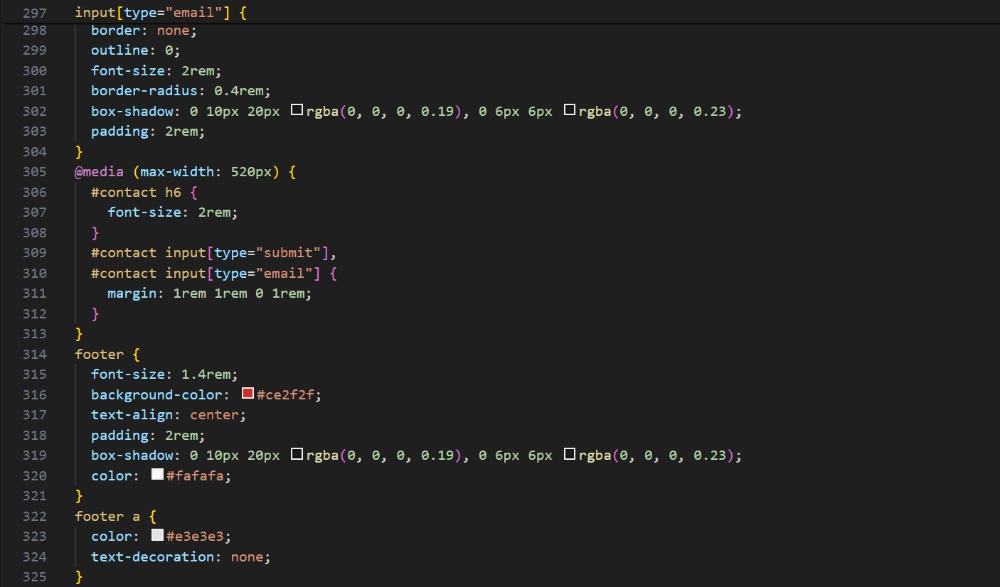 297 input[type="email"] {
298 border: none;
299 outline: 0;
300 font-size: 2rem;
301 border-radius: 0.4rem;
302 box-shadow: 0 10px 20px rgba(0, 0, 0, 0.19), 0 6px 6px rgba(0, 0, 0, 0.23);
303 padding: 2rem;
304 }
305 @media (max-width: 520px) {
306 #contact h6 {
307 font-size: 2rem;
308 }
309 #contact input[type="submit"],
310 #contact input[type="email"] {
311 margin: 1rem 1rem 0 1rem;
312 }
313 }
314 footer {
315 font-size: 1.4rem;
316 background-color: #ce2f2f;
317 text-align: center;
318 padding: 2rem;
319 box-shadow: 0 10px 20px rgba(0, 0, 0, 0.19), 0 6px 6px rgba(0, 0, 0, 0.23);
320 color: #fafafa;
321 }
322 footer a {
323 color: #e3e3e3;
324 text-decoration: none;
325 }